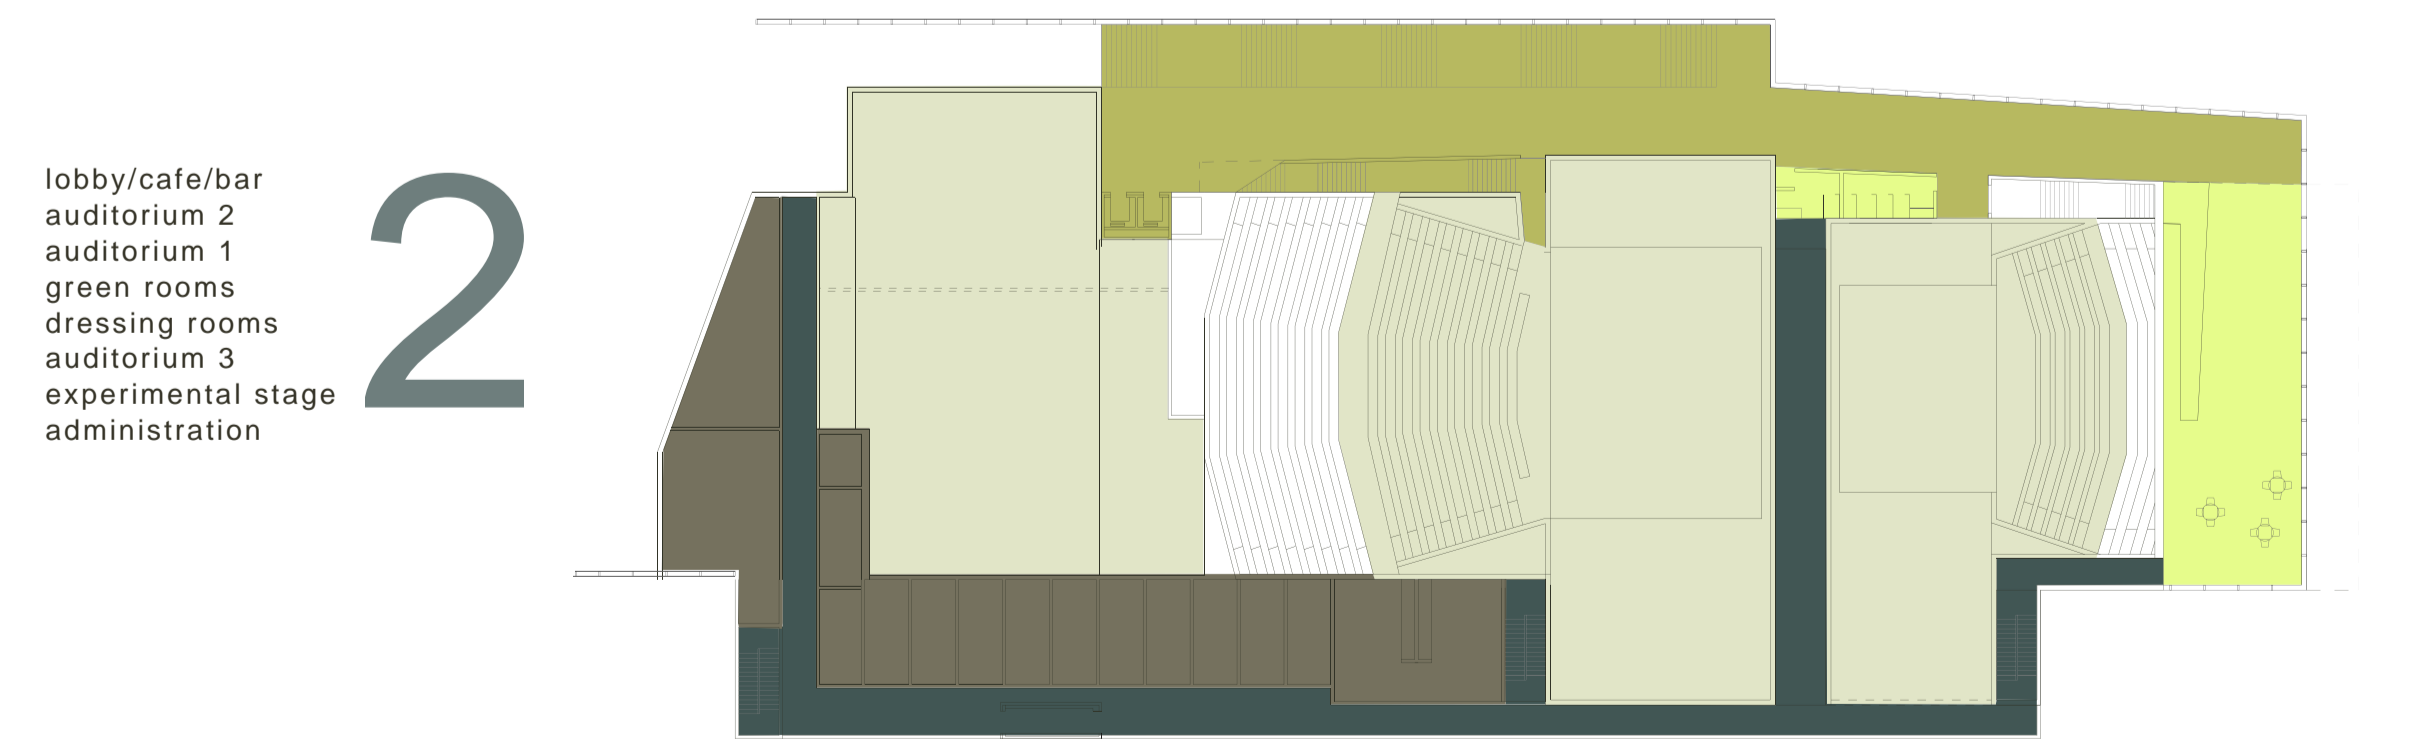 lobby/cafe/bar
auditorium 2
auditorium 1
green rooms
dressing rooms
auditorium 3
experimental stage
administration
2